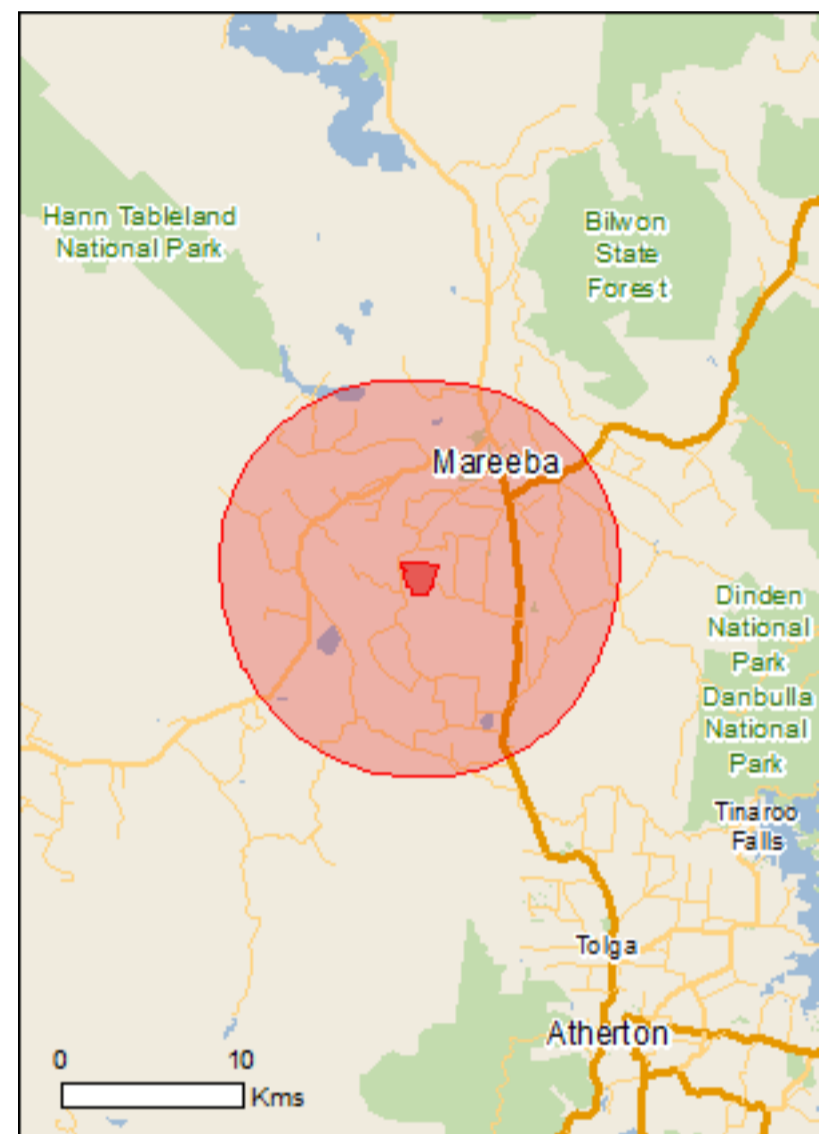 Hann Tableland
National Park
Bilwon
State
Forest
Mareeba
Dinden
National
Park
Danbulla
National
Park
Tinaroo
Falls
Tolga
Atherton
0 10
Kms